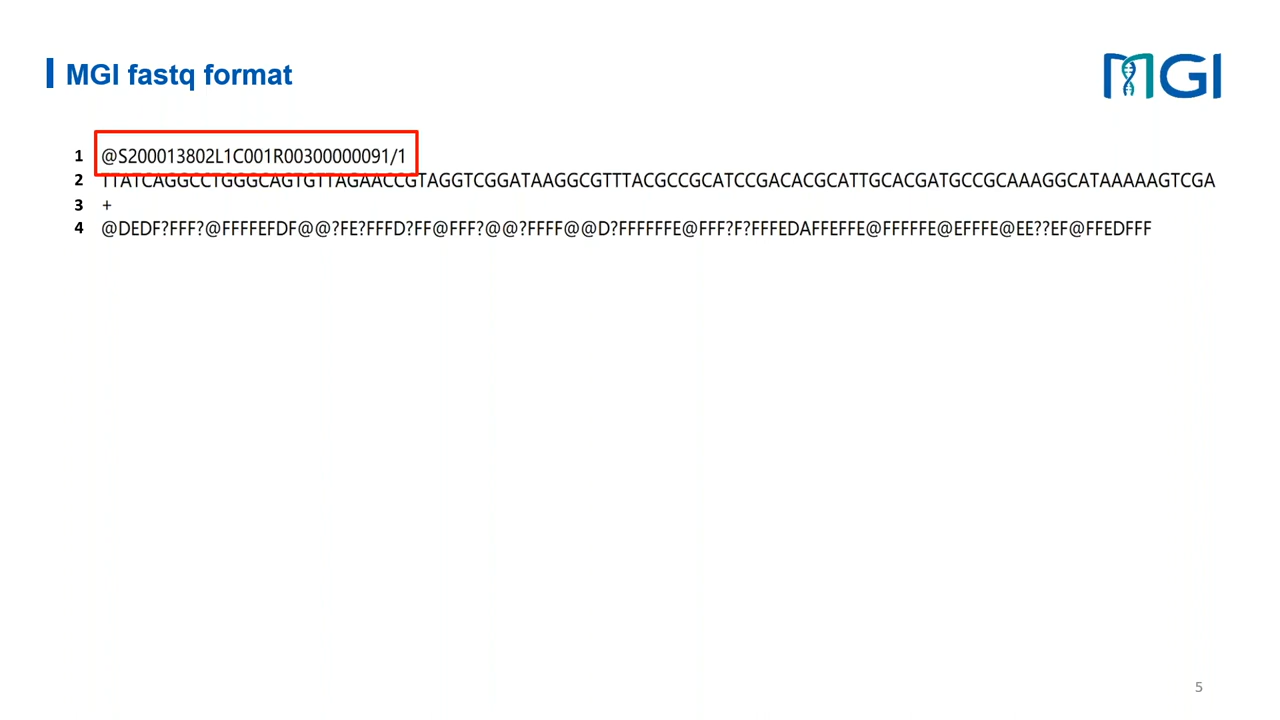 MGI fastq format
MGI
1 @S200013802L1C001R00300000091/1
2 TTATCAGGCCTGGGCAGTGTTAGAACCGTAGGTCGGATAAGGCGTTTACGCCGCATCCGACACGCATTGCACGATGCCGCAAAGGCATAAAAAGTCGA
3 +
4 @DEDF?FFF?@FFFFEFDF@@?FE?FFFD?FF@FFF?@@?FFFF@@D?FFFFFFE@FFF?F?FFFEDAFFEFFE@FFFFFE@EFFFE@EE??EF@FFEDFFF
5